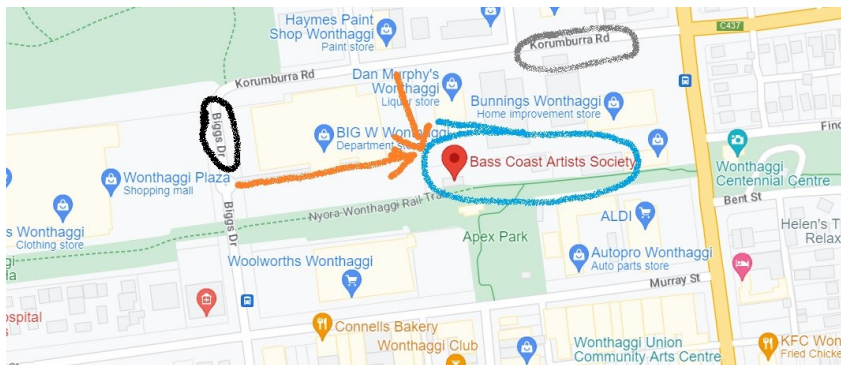 Haymes Paint
Shop Wonthaggi
Paint store
Korumburra Rd
C437
Korumburra Rd
Dan Murphy's
Wonthaggi
Liquor store
Bunnings Wonthaggi
Home improvement store
Biggs Dr
BIG W Wonthaggi
Department store
Bass Coast Artists Society
Wonthaggi
Centennial Centre
Wonthaggi Plaza
Shopping mall
Nyora-Wonthaggi Rail Tra
Bent St
s Wonthaggi
Clothing store
Biggs Dr
ALDI
Helen's T
Relax
Apex Park
Woolworths Wonthaggi
Autopro Wonthaggi
Auto parts store
Murray St
ospital
Connells Bakery
Wonthaggi Club
Wonthaggi Union
Community Arts Centre
KFC Won
Fried Chicke